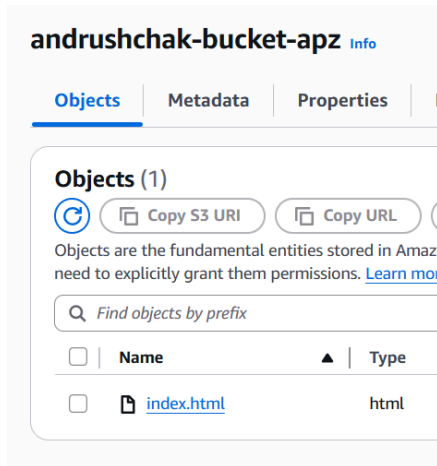 andrushchak-bucket-apz Info
Objects Metadata Properties
Objects (1)
Copy S3 URI Copy URL
Objects are the fundamental entities stored in Amaz
need to explicitly grant them permissions. Learn mor
Find objects by prefix
Name Type
index.html html